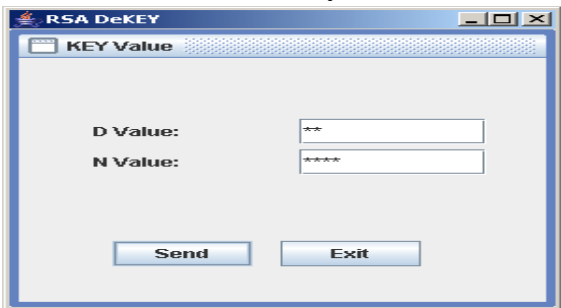 RSA DeKEY
KEY Value
D Value: **
N Value: ****
Send Exit